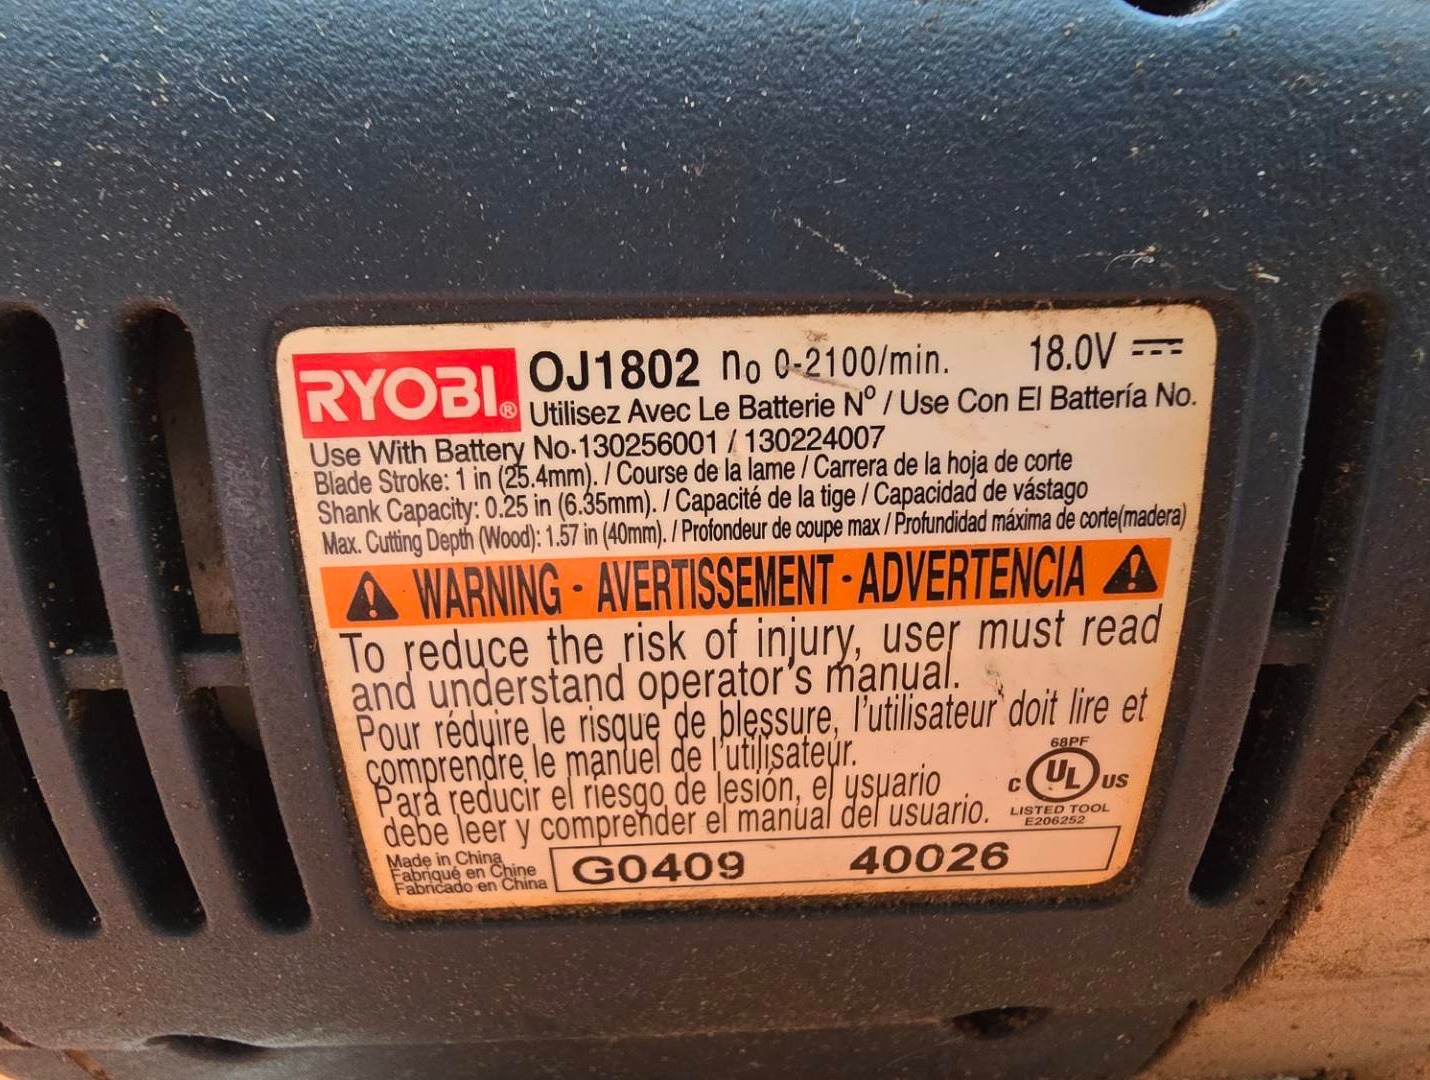 RYOBI® OJ1802 no 0-2100/min. 18.0V
Utilisez Avec Le Batterie Nº / Use Con El Batteria No.
Use With Battery No.130256001 / 130224007
Blade Stroke: 1 in (25.4mm). / Course de la lame / Carrera de la hoja de corte
Shank Capacity: 0.25 in (6.35mm). / Capacité de la tige / Capacidad de vástago
Max. Cutting Depth (Wood): 1.57 in (40mm). / Profondeur de coupe max / Profundidad máxima de corte(madera)
WARNING · AVERTISSEMENT · ADVERTENCIA
To reduce the risk of injury, user must read
and understand operator's manual.
Pour réduire le risque de blessure, l'utilisateur doit lire et
comprendre le manuel de l'utilisateur.
Para reducir el riesgo de lesión, el usuario
debe leer y comprender el manual del usuario.
68PF
C UL US
LISTED TOOL
E206252
Made in China
Fabriqué en Chine
Fabricado en China
G0409 40026